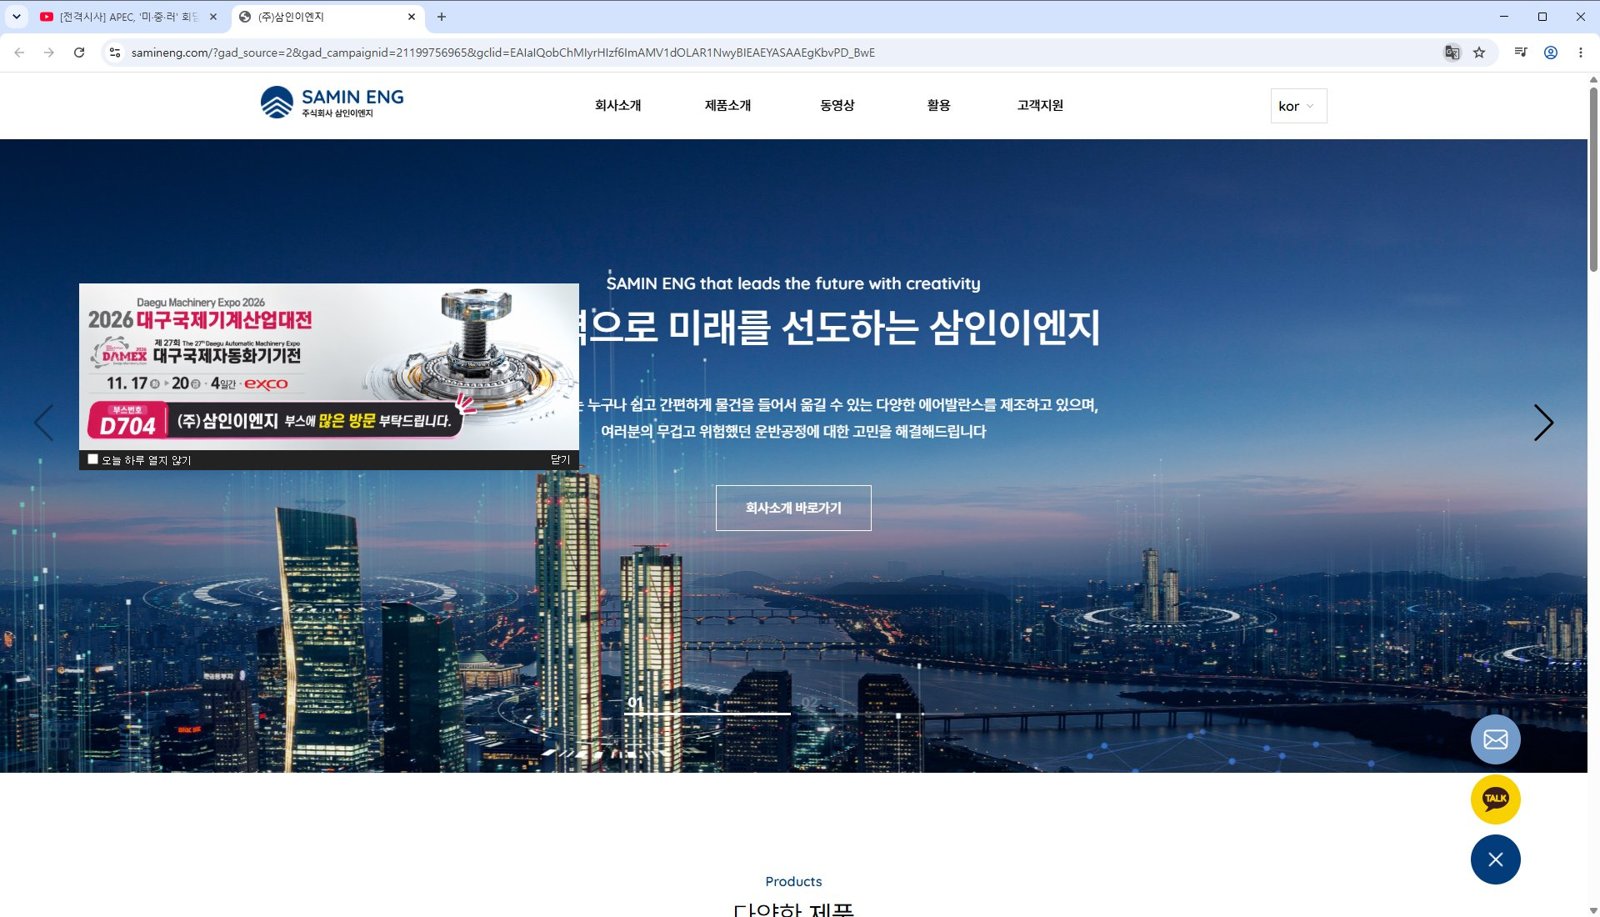 [전격시사] APEC, '미·중·러' 회
(주)삼인이엔지
samineng.com/?gad_source=2&gad_campaignid=21199756965&gclid=EAIaIQobChMIyrHIzf6ImAMV1dOLAR1NwyBIEAEYASAAEgKbvPD_BwE
SAMIN ENG
주식회사 삼인이엔지
회사소개
제품소개
동영상
활용
고객지원
kor
SAMIN ENG that leads the future with creativity
으로 미래를 선도하는 삼인이엔지
누구나 쉽고 간편하게 물건을 들어서 옮길 수 있는 다양한 에어발란스를 제조하고 있으며,
여러분의 무겁고 위험했던 운반공정에 대한 고민을 해결해드립니다
회사소개 바로가기
Daegu Machinery Expo 2026
2026 대구국제기계산업대전
DAMEX
제 27회 The 27th Daegu Automatic Machinery Expo
대구국제자동화기기전
11. 17 화 ▸ 20 금 · 4일간 · exco
부스번호
D704
(주)삼인이엔지 부스에 많은 방문 부탁드립니다.
오늘 하루 열지 않기
닫기
01
02
TALK
Products
다양한 제품